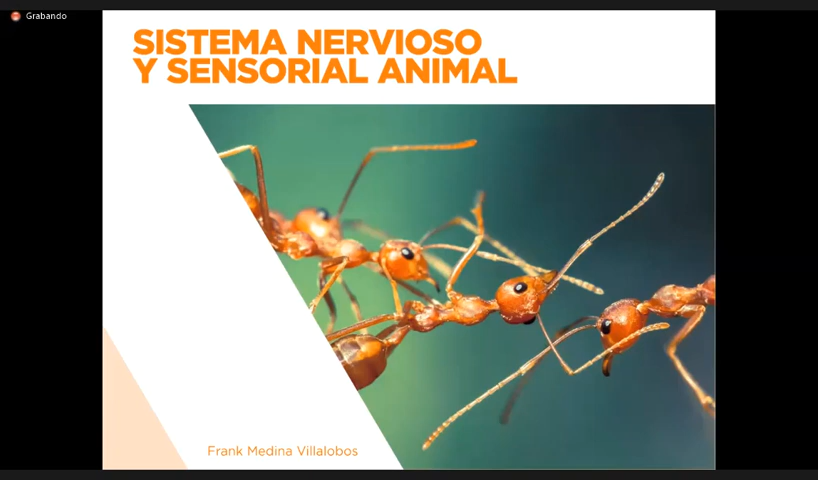 Grabando
SISTEMA NERVIOSO
Y SENSORIAL ANIMAL
Frank Medina Villalobos